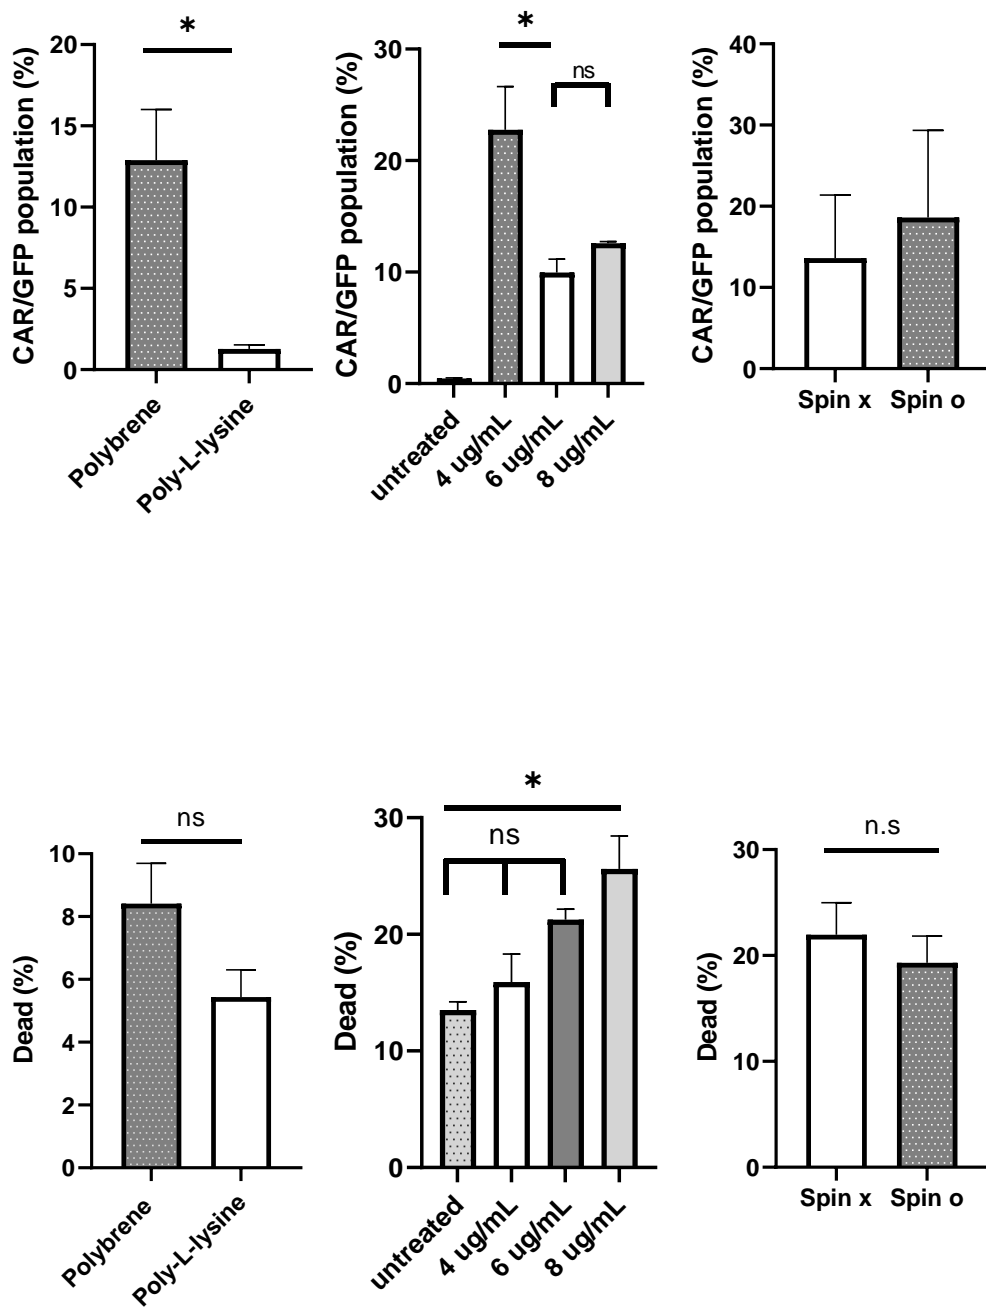 *
20
15
10
5
0
CAR/GFP population (%)
Polybrene
Poly-L-lysine
*
ns
30
20
10
0
CAR/GFP population (%)
untreated
4 ug/mL
6 ug/mL
8 ug/mL
40
30
20
10
0
CAR/GFP population (%)
Spin x
Spin o
ns
10
8
6
4
2
0
Dead (%)
Polybrene
Poly-L-lysine
*
ns
30
20
10
0
Dead (%)
untreated
4 ug/mL
6 ug/mL
8 ug/mL
n.s
30
20
10
0
Dead (%)
Spin x
Spin o